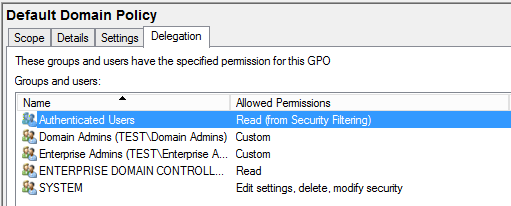 Default Domain Policy
Scope Details Settings Delegation
These groups and users have the specified permission for this GPO
Groups and users:
Name Allowed Permissions
Authenticated Users Read (from Security Filtering)
Domain Admins (TEST\Domain Admins) Custom
Enterprise Admins (TEST\Enterprise A... Custom
ENTERPRISE DOMAIN CONTROLL... Read
SYSTEM Edit settings, delete, modify security